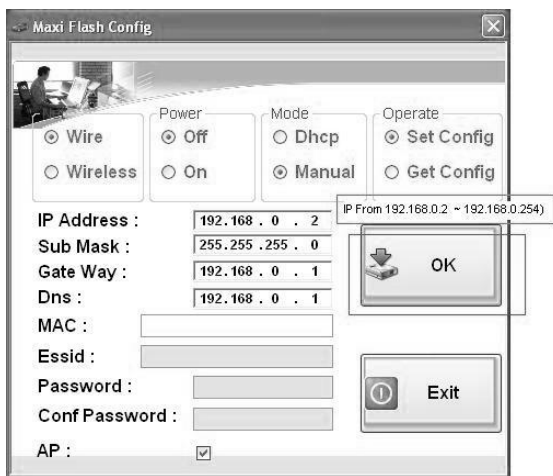 Maxi Flash Config
Power Mode Operate
Wire Off Dhcp Set Config
Wireless On Manual Get Config
IP From 192.168.0.2 ~ 192.168.0.254)
IP Address : 192.168 . 0 . 2
Sub Mask : 255.255 .255 . 0
Gate Way : 192.168 . 0 . 1
OK
Dns : 192.168 . 0 . 1
MAC :
Essid :
Password :
Exit
Conf Password :
AP :